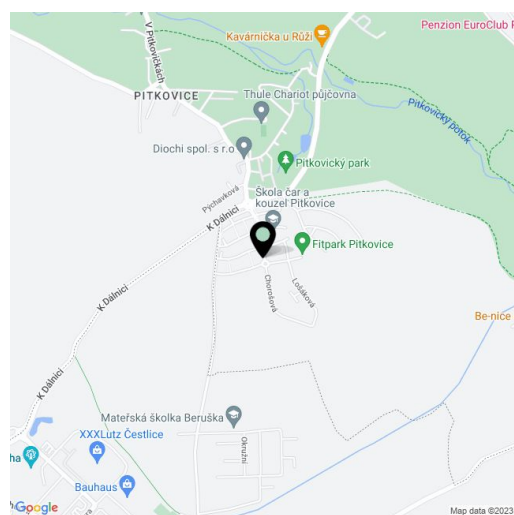 Kavárnička u Růži
Penzion EuroClub
V Pitkovičkách
PITKOVICE
Thule Chariot půjčovna
Pitkovický potok
Diochi spol. s r.o
Pitkovický park
Pýchavková
Škola čar a
kouzel Pitkovice
K Dálnici
Fitpark Pitkovice
Chorošová
Lošáková
K Dálnici
Be-nice
K Dálnici
Mateřská školka Beruška
XXXLutz Čestlice
Okružní
ha
Bauhaus
Google
Map data ©2023